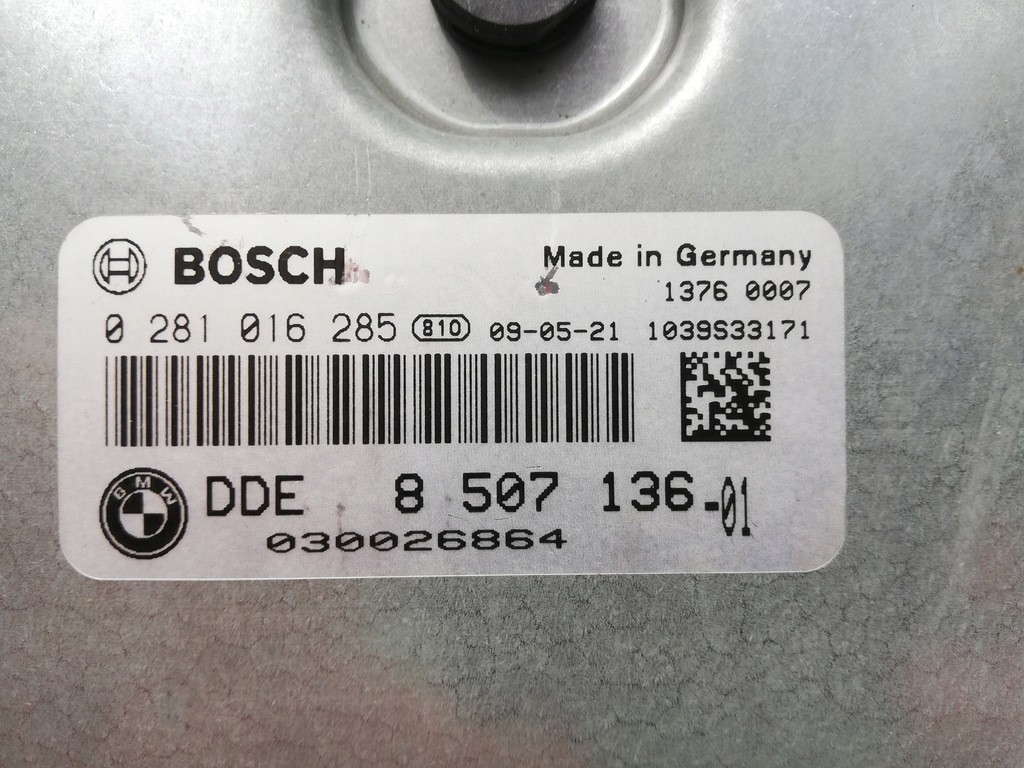 BOSCH
Made in Germany
1376 0007
0 281 016 285 810 09-05-21 1039S33171
BMW
DDE 8 507 136-01
030026864